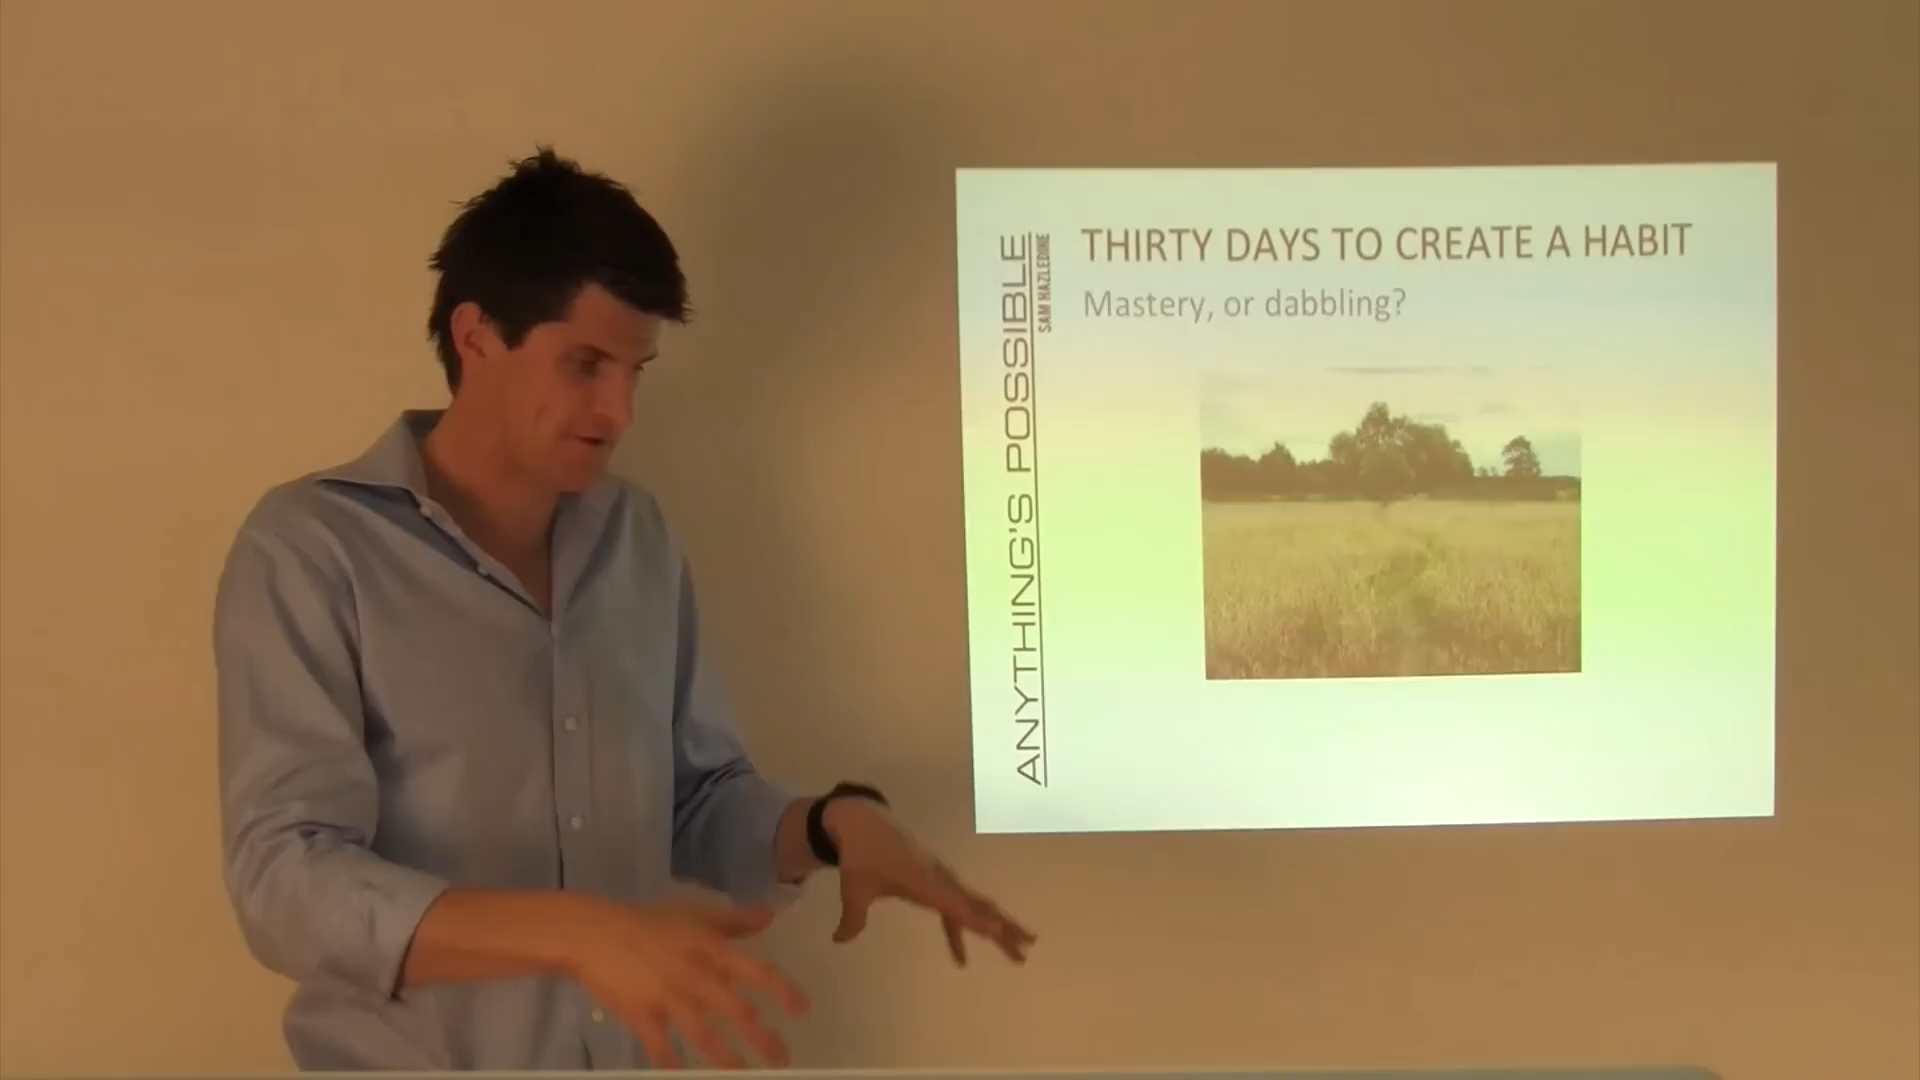 THIRTY DAYS TO CREATE A HABIT
Mastery, or dabbling?
ANYTHING'S POSSIBLE
SAM HAZLEDINE